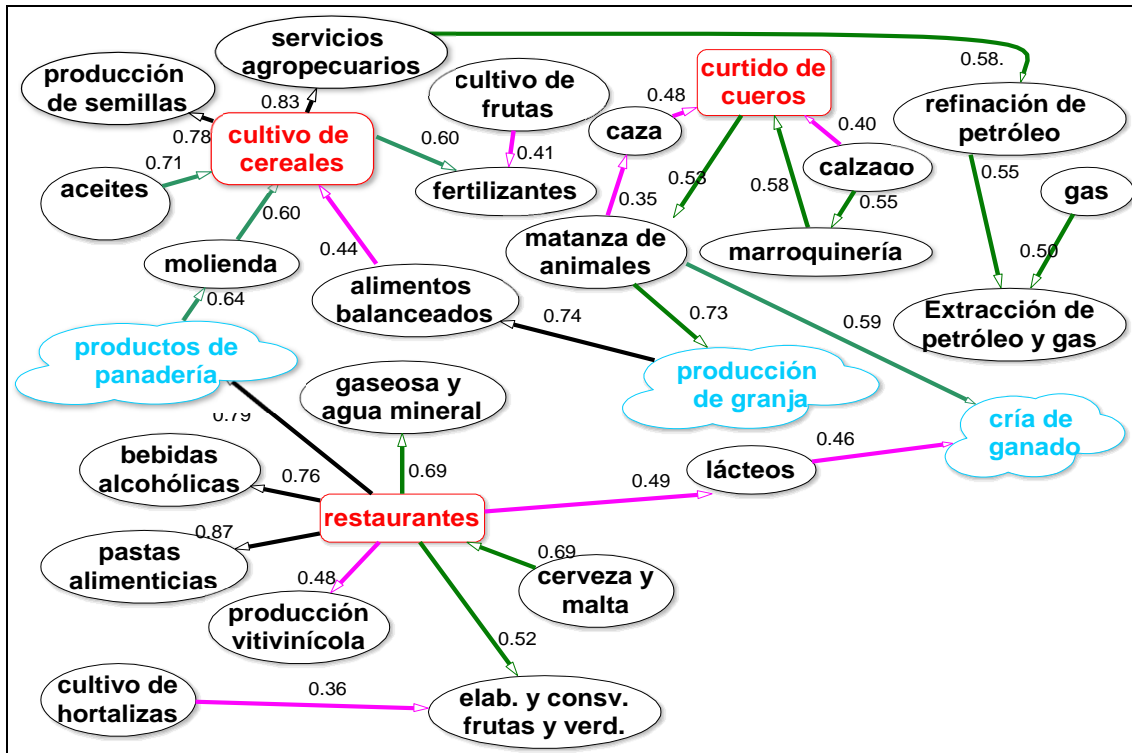 servicios
agropecuarios
producción
de semillas
cultivo de
frutas
curtido de
cueros
0.58.
refinación de
petróleo
0.83
0.78
cultivo de
cereales
0.60
0.41
caza
0.48
0.40
calzago
aceites
0.71
fertilizantes
0.35
0.53
0.58
0.55
0.55
gas
0.60
molienda
0.44
matanza de
animales
marroquinería
0.50
0.64
alimentos
balanceados
0.74
0.73
0.59
Extracción de
petróleo y gas
productos de
panadería
gaseosa y
agua mineral
producción
de granja
cría de
ganado
0.79
bebidas
alcohólicas
0.76
0.69
lácteos
0.46
0.49
restaurantes
0.87
pastas
alimenticias
0.48
0.69
cerveza y
malta
producción
vitivinícola
0.52
cultivo de
hortalizas
0.36
elab. y consv.
frutas y verd.